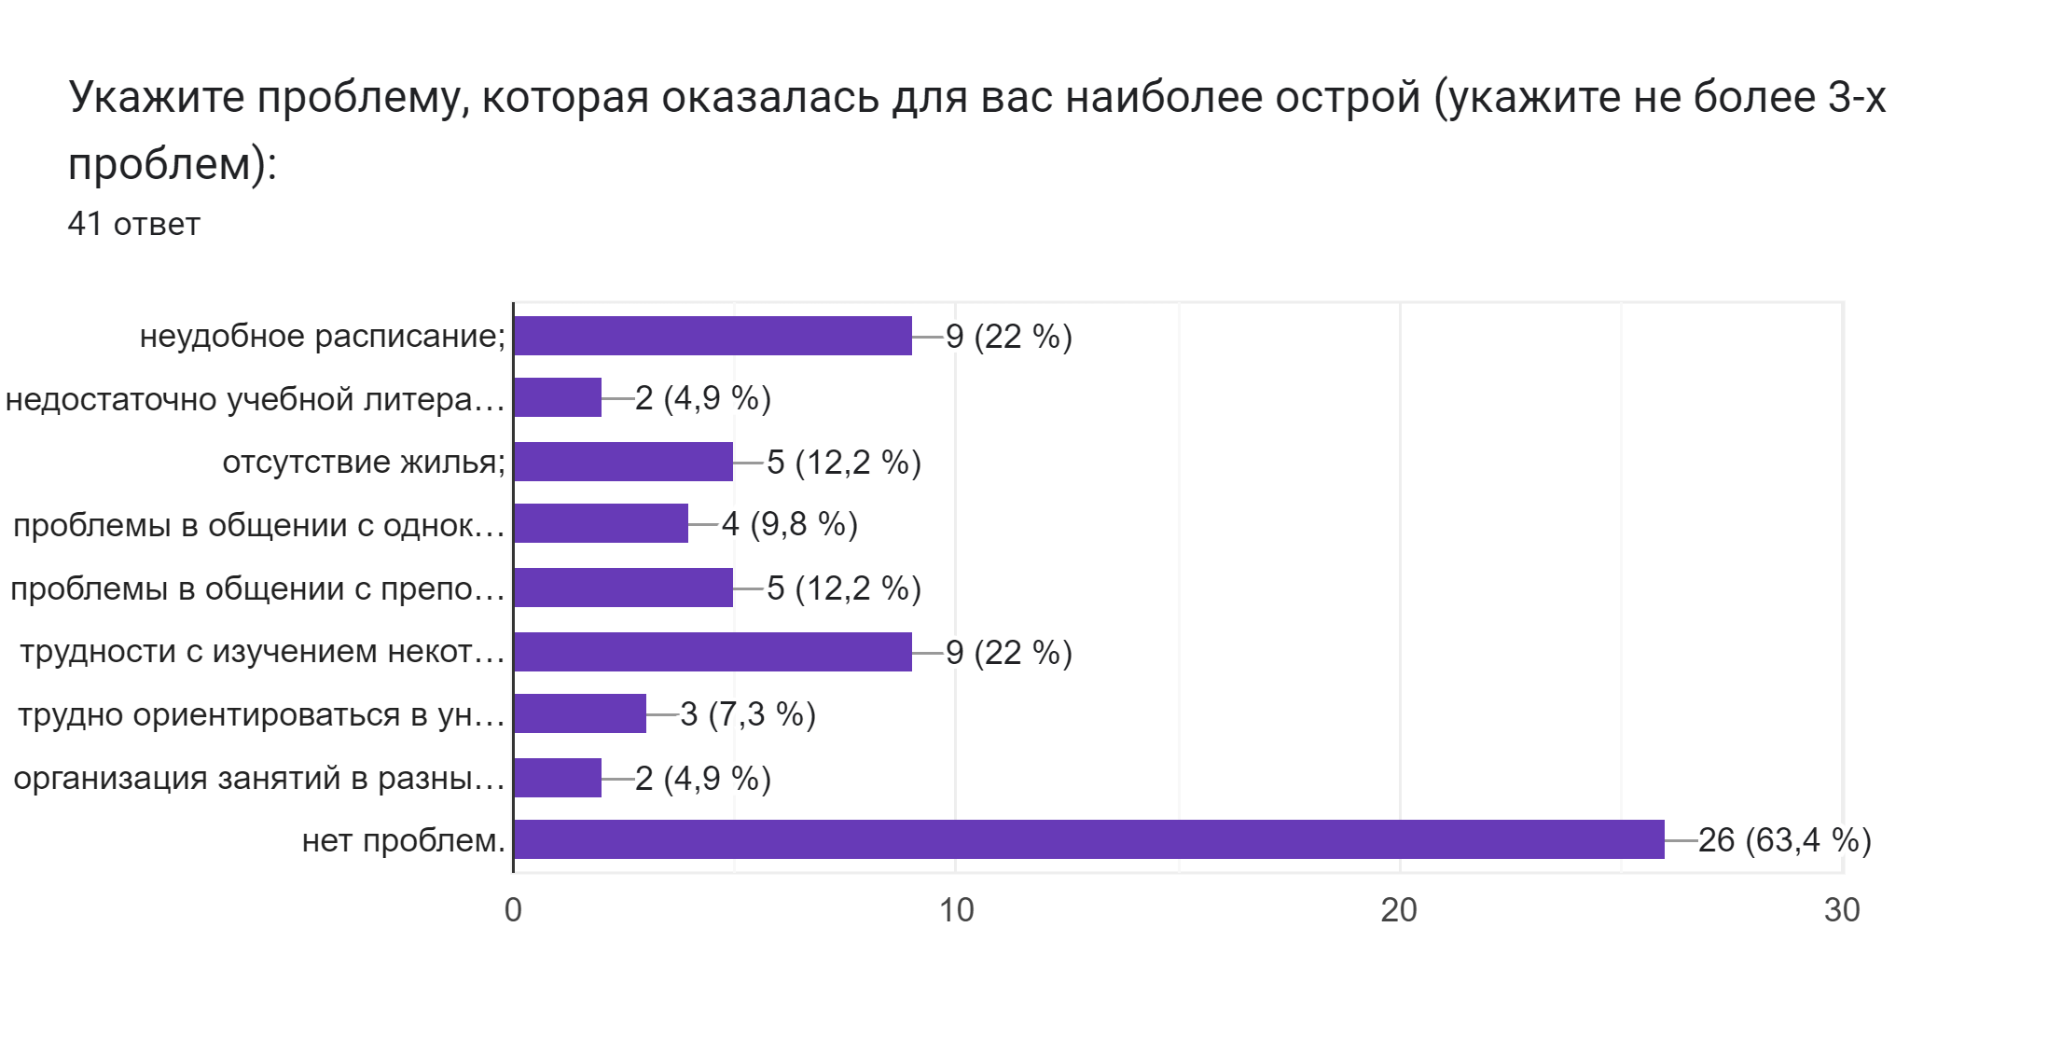 Укажите проблему, которая оказалась для вас наиболее острой (укажите не более 3-х
проблем):
41 ответ
неудобное расписание; 9 (22 %)
недостаточно учебной литера… 2 (4,9 %)
отсутствие жилья; 5 (12,2 %)
проблемы в общении с однок… 4 (9,8 %)
проблемы в общении с препо… 5 (12,2 %)
трудности с изучением некот… 9 (22 %)
трудно ориентироваться в ун… 3 (7,3 %)
организация занятий в разны… 2 (4,9 %)
нет проблем. 26 (63,4 %)
0 10 20 30